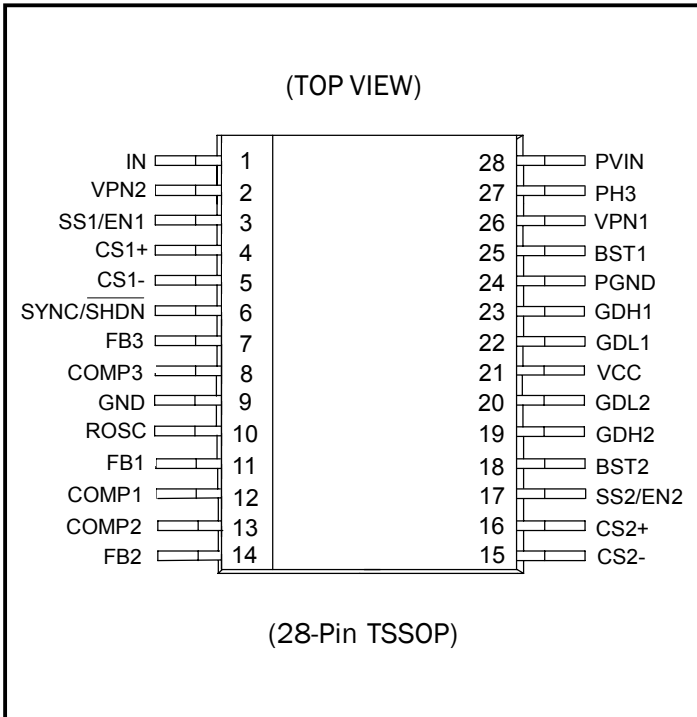 (TOP VIEW)
IN 1 28 PVIN
VPN2 2 27 PH3
SS1/EN1 3 26 VPN1
CS1+ 4 25 BST1
CS1- 5 24 PGND
SYNC/SHDN 6 23 GDH1
FB3 7 22 GDL1
COMP3 8 21 VCC
GND 9 20 GDL2
ROSC 10 19 GDH2
FB1 11 18 BST2
COMP1 12 17 SS2/EN2
COMP2 13 16 CS2+
FB2 14 15 CS2-
(28-Pin TSSOP)